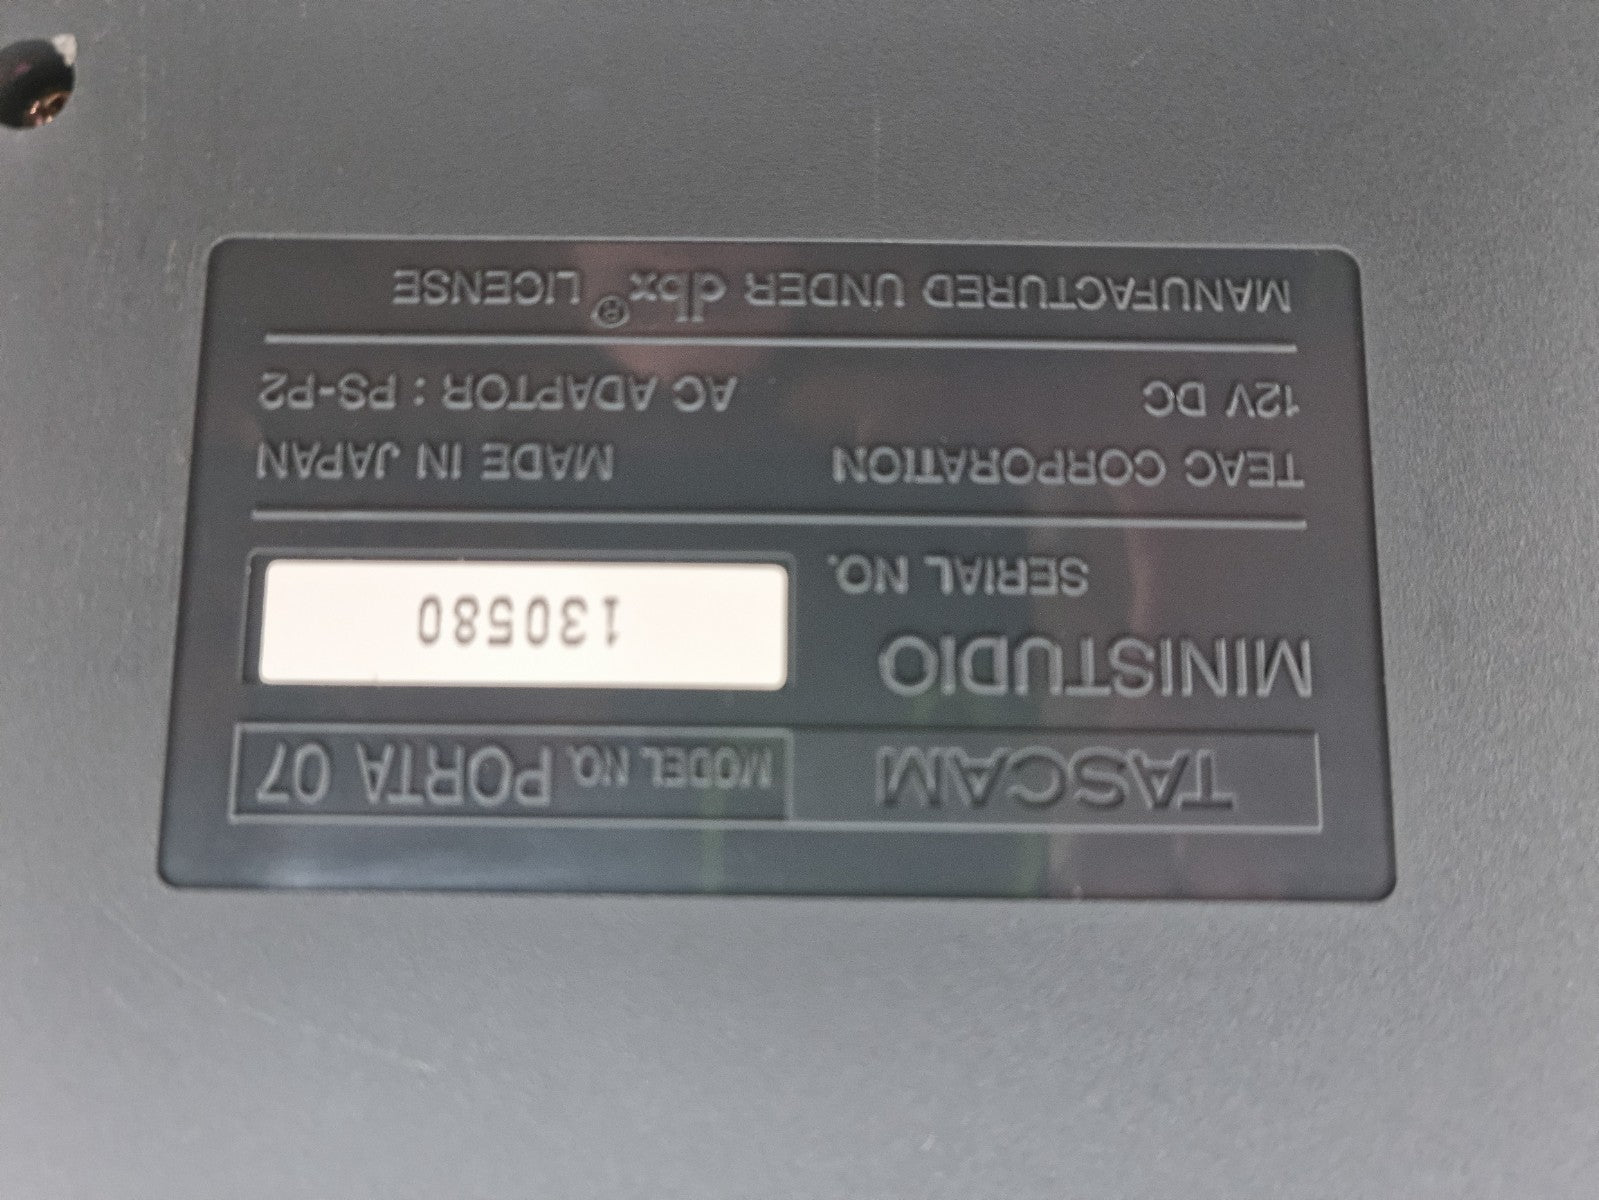 TASCAM MODEL NO. PORTA 07
MINISTUDIO
SERIAL NO. 130580
TEAC CORPORATION MADE IN JAPAN
12V DC AC ADAPTOR : PS-P2
MANUFACTURED UNDER dbx® LICENSE